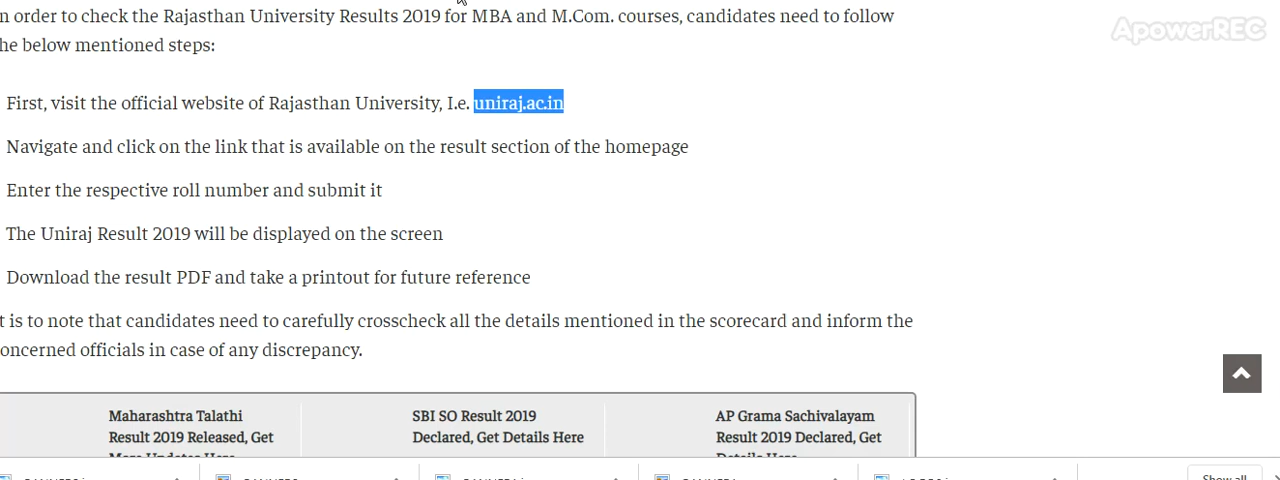 n order to check the Rajasthan University Results 2019 for MBA and M.Com. courses, candidates need to follow
he below mentioned steps:
First, visit the official website of Rajasthan University, I.e. uniraj.ac.in
Navigate and click on the link that is available on the result section of the homepage
Enter the respective roll number and submit it
The Uniraj Result 2019 will be displayed on the screen
Download the result PDF and take a printout for future reference
t is to note that candidates need to carefully crosscheck all the details mentioned in the scorecard and inform the
oncerned officials in case of any discrepancy.
Maharashtra Talathi
Result 2019 Released, Get
More Updates Here
SBI SO Result 2019
Declared, Get Details Here
AP Grama Sachivalayam
Result 2019 Declared, Get
Details Here
Show all
ApowerREC